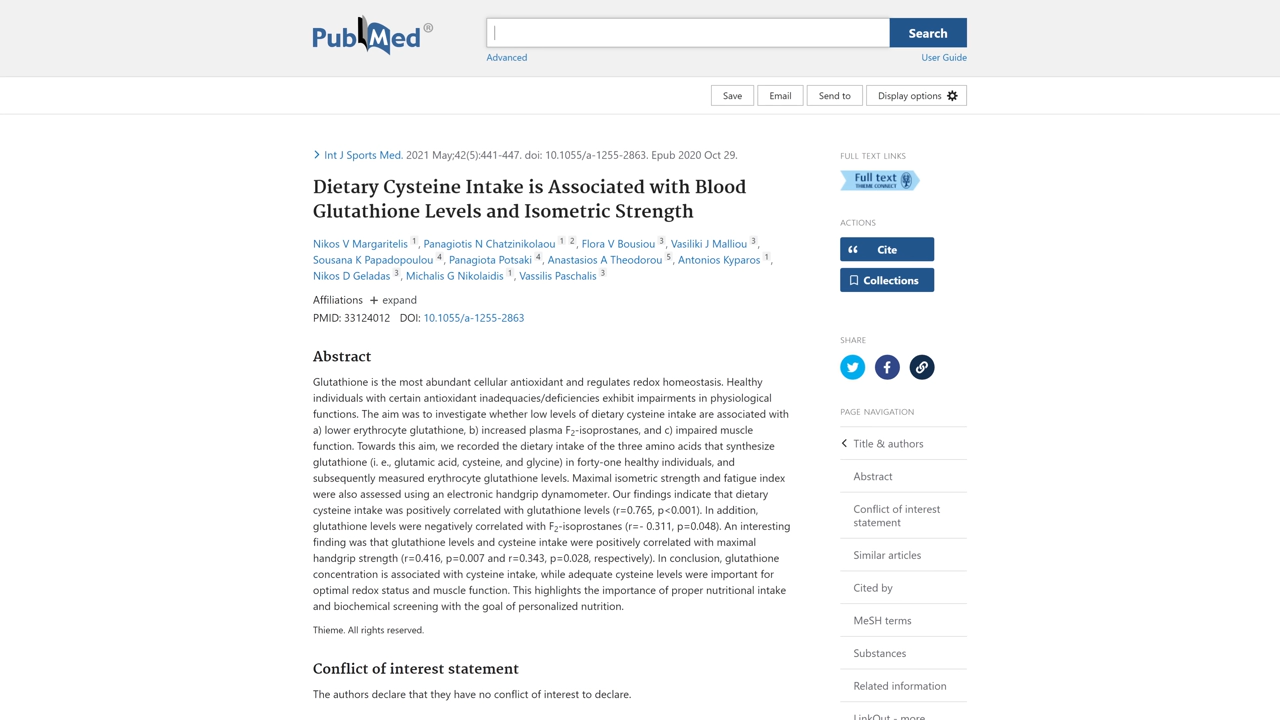 PubMed®
Search
Advanced
User Guide
Save
Email
Send to
Display options
Int J Sports Med. 2021 May;42(5):441-447. doi: 10.1055/a-1255-2863. Epub 2020 Oct 29.
Dietary Cysteine Intake is Associated with Blood
Glutathione Levels and Isometric Strength
Nikos V Margaritelis 1, Panagiotis N Chatzinikolaou 1 2, Flora V Bousiou 3, Vasiliki J Malliou 3,
Sousana K Papadopoulou 4, Panagiota Potsaki 4, Anastasios A Theodorou 5, Antonios Kyparos 1,
Nikos D Geladas 3, Michalis G Nikolaidis 1, Vassilis Paschalis 3
Affiliations + expand
PMID: 33124012 DOI: 10.1055/a-1255-2863
Abstract
Glutathione is the most abundant cellular antioxidant and regulates redox homeostasis. Healthy
individuals with certain antioxidant inadequacies/deficiencies exhibit impairments in physiological
functions. The aim was to investigate whether low levels of dietary cysteine intake are associated with
a) lower erythrocyte glutathione, b) increased plasma F2-isoprostanes, and c) impaired muscle
function. Towards this aim, we recorded the dietary intake of the three amino acids that synthesize
glutathione (i. e., glutamic acid, cysteine, and glycine) in forty-one healthy individuals, and
subsequently measured erythrocyte glutathione levels. Maximal isometric strength and fatigue index
were also assessed using an electronic handgrip dynamometer. Our findings indicate that dietary
cysteine intake was positively correlated with glutathione levels (r=0.765, p<0.001). In addition,
glutathione levels were negatively correlated with F2-isoprostanes (r=- 0.311, p=0.048). An interesting
finding was that glutathione levels and cysteine intake were positively correlated with maximal
handgrip strength (r=0.416, p=0.007 and r=0.343, p=0.028, respectively). In conclusion, glutathione
concentration is associated with cysteine intake, while adequate cysteine levels were important for
optimal redox status and muscle function. This highlights the importance of proper nutritional intake
and biochemical screening with the goal of personalized nutrition.
Thieme. All rights reserved.
Conflict of interest statement
The authors declare that they have no conflict of interest to declare.
FULL TEXT LINKS
Full text
THIEME CONNECT
ACTIONS
Cite
Collections
SHARE
PAGE NAVIGATION
Title & authors
Abstract
Conflict of interest
statement
Similar articles
Cited by
MeSH terms
Substances
Related information
LinkOut - more